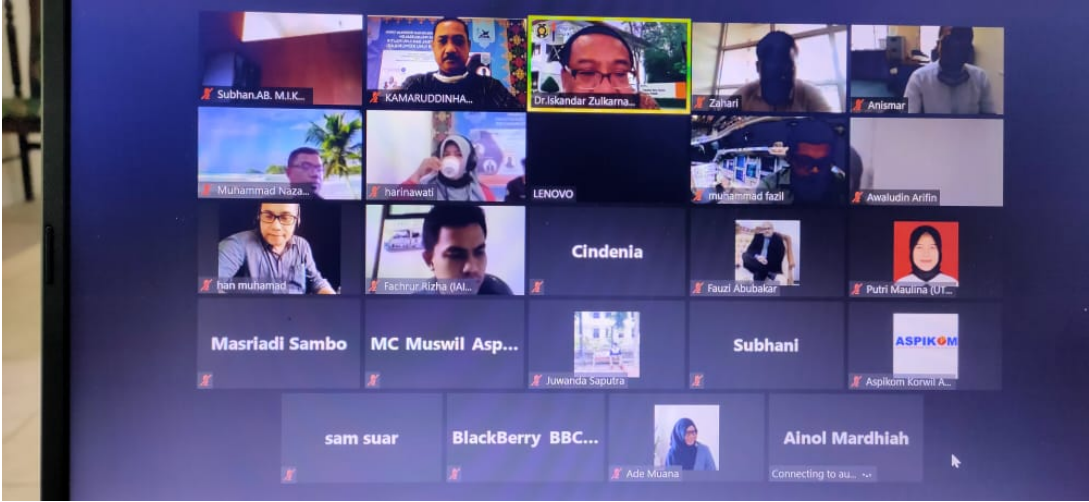 Subhan.AB. M.I.K...
KAMARUDDINHA...
Dr.Iskandar Zulkarna...
Zahari
Anismar
Muhammad Naza...
harinawati
LENOVO
muhammad fazil
Awaludin Arifin
han muhamad
Fachrur Rizha (IAI...
Cindenia
Fauzi Abubakar
Putri Maulina (UT...
Masriadi Sambo
MC Muswil Asp...
Juwanda Saputra
Subhani
ASPIKOM
Aspikom Korwil A...
sam suar
BlackBerry BBC...
Ade Muana
Ainol Mardhiah
Connecting to au...